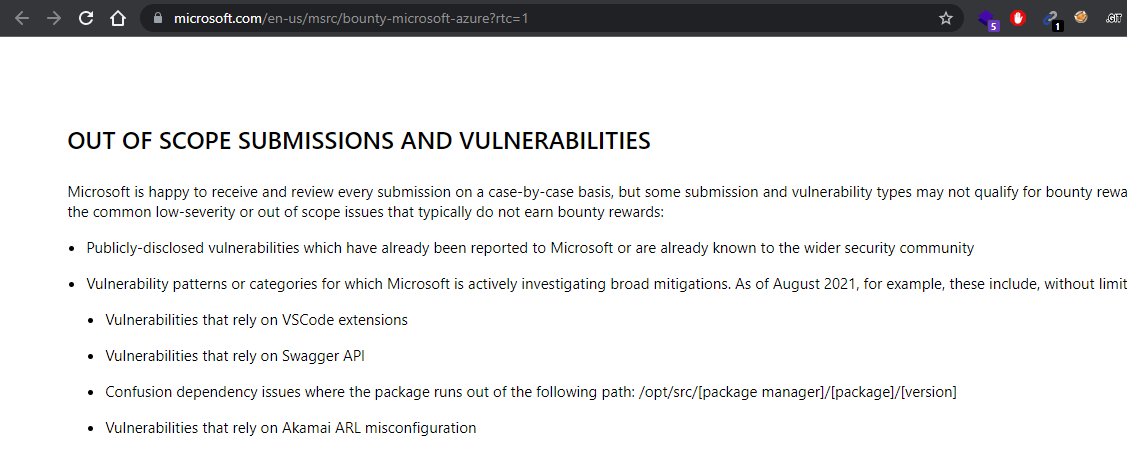 microsoft.com/en-us/msrc/bounty-microsoft-azure?rtc=1
5
1
.GIT
OUT OF SCOPE SUBMISSIONS AND VULNERABILITIES
Microsoft is happy to receive and review every submission on a case-by-case basis, but some submission and vulnerability types may not qualify for bounty
the common low-severity or out of scope issues that typically do not earn bounty rewards:
• Publicly-disclosed vulnerabilities which have already been reported to Microsoft or are already known to the wider security community
• Vulnerability patterns or categories for which Microsoft is actively investigating broad mitigations. As of August 2021, for example, these include, without
• Vulnerabilities that rely on VSCode extensions
• Vulnerabilities that rely on Swagger API
• Confusion dependency issues where the package runs out of the following path: /opt/src/[package manager]/[package]/[version]
• Vulnerabilities that rely on Akamai ARL misconfiguration